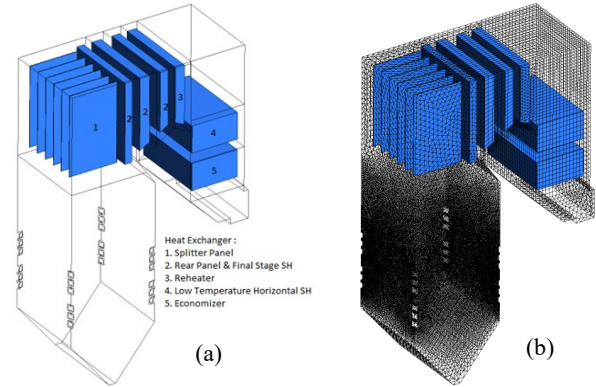 1
2
2
2
3
4
5
Heat Exchanger :
1. Splitter Panel
2. Rear Panel & Final Stage SH
3. Reheater
4. Low Temperature Horizontal SH
5. Economizer
(a)
(b)